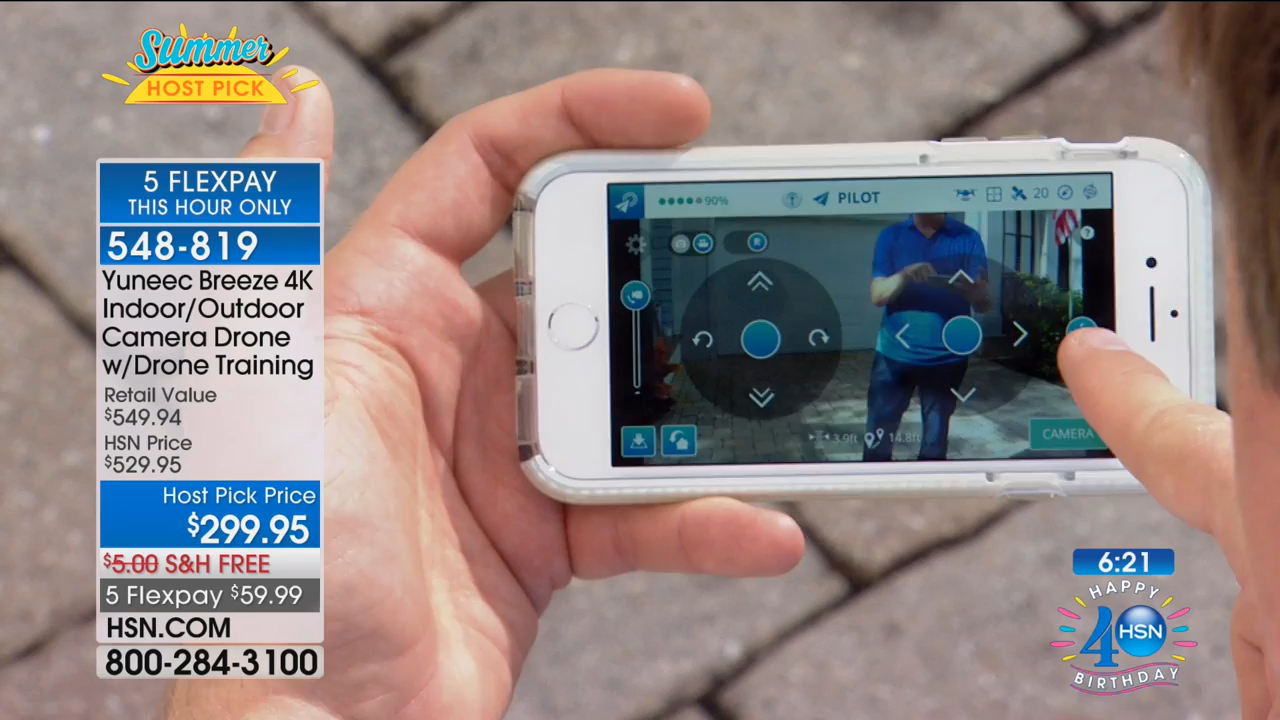 Summer
HOST PICK
5 FLEXPAY
THIS HOUR ONLY
548-819
Yuneec Breeze 4K
Indoor/Outdoor
Camera Drone
w/Drone Training
Retail Value
$549.94
HSN Price
$529.95
Host Pick Price
$299.95
$5.00 S&H FREE
5 Flexpay $59.99
HSN.COM
800-284-3100
90%
PILOT
20
?
3.9ft 14.8ft
CAMERA
6:21
HAPPY
40 HSN
BIRTHDAY